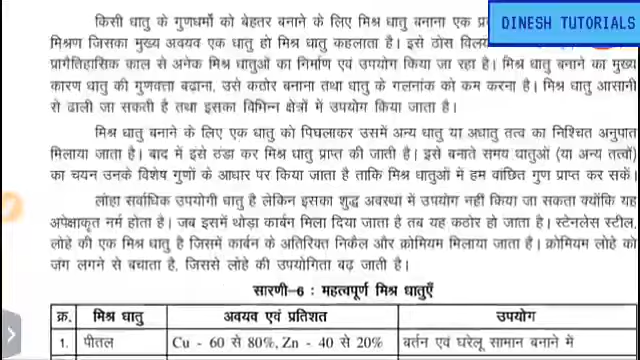 DINESH TUTORIALS
किसी धातु के गुणधर्मो को बेहतर बनाने के लिए मिश्र धातु बनाना एक
मिश्रण जिसका मुख्य अवयव एक धातु हो मिश्र धातु कहलाता है। इसे ठोस
प्रागैतिहासिक काल से अनेक मिश्र धातुओं का निर्माण एवं उपयोग किया जा रहा है। मिश्र धातु बनाने का मुख्य
कारण धातु की गुणवत्ता बढ़ाना, उसे कठोर बनाना तथा धातु के गलनांक को कम करना है। मिश्र धातु आसानी
से ढाली जा सकती है तथा इसका विभिन्न क्षेत्रों में उपयोग किया जाता है।
मिश्र धातु बनाने के लिए एक धातु को पिघलाकर उसमें अन्य धातु या अधातु तत्व का निश्चित अनुपात
मिलाया जाता है। बाद में इसे ठंडा कर मिश्र धातु प्राप्त की जाती है। इसे बनाते समय धातुओं (या अन्य तत्वों)
का चयन उनके विशेष गुणों के आधार पर किया जाता है ताकि मिश्र धातुओं में हम वांछित गुण प्राप्त कर सकें।
लोहा सर्वाधिक उपयोगी धातु है लेकिन इसका शुद्ध अवस्था में उपयोग नहीं किया जा सकता क्योंकि यह
अपेक्षाकृत नर्म होता है। जब इसमें थोड़ा कार्बन मिला दिया जाता है तब यह कठोर हो जाता है। स्टेनलेस स्टील,
लोहे की एक मिश्र धातु है जिसमें कार्बन के अतिरिक्त निकैल और क्रोमियम मिलाया जाता है। क्रोमियम लोहे को
जंग लगने से बचाता है, जिससे लोहे की उपयोगिता बढ़ जाती है।
सारणी-6 : महत्वपूर्ण मिश्र धातुएँ
क्र. मिश्र धातु अवयव एवं प्रतिशत उपयोग
1. पीतल Cu - 60 से 80%, Zn - 40 से 20% बर्तन एवं घरेलू सामान बनाने में